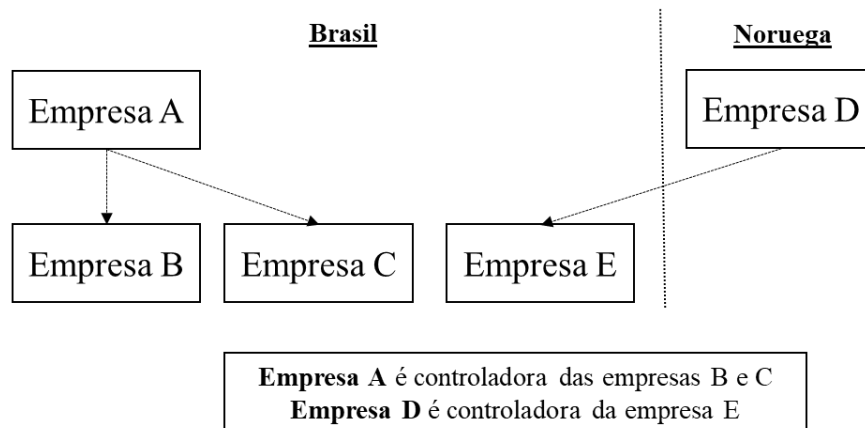 Brasil
Noruega
Empresa A
Empresa D
Empresa B
Empresa C
Empresa E
Empresa A é controladora das empresas B e C
Empresa D é controladora da empresa E